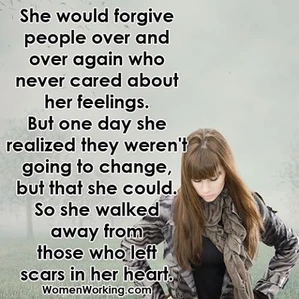 She would forgive
people over and
over again who
never cared about
her feelings.
But one day she
realized they weren't
going to change,
but that she could.
So she walked
away from
those who left
scars in her heart.
WomenWorking.com